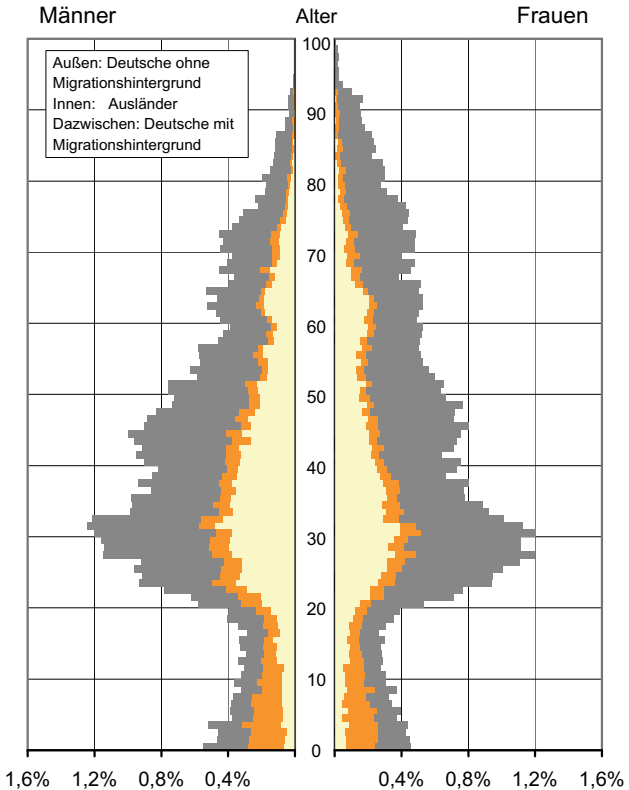 Männer Alter Frauen
Außen: Deutsche ohne
Migrationshintergrund
Innen: Ausländer
Dazwischen: Deutsche mit
Migrationshintergrund
100
90
80
70
60
50
40
30
20
10
0
1,6% 1,2% 0,8% 0,4% 0,4% 0,8% 1,2% 1,6%